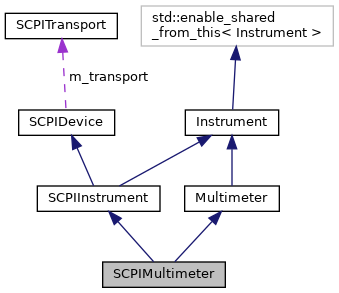 SCPITransport
std::enable_shared
_from_this< Instrument >
m_transport
SCPIDevice
Instrument
SCPIInstrument
Multimeter
SCPIMultimeter